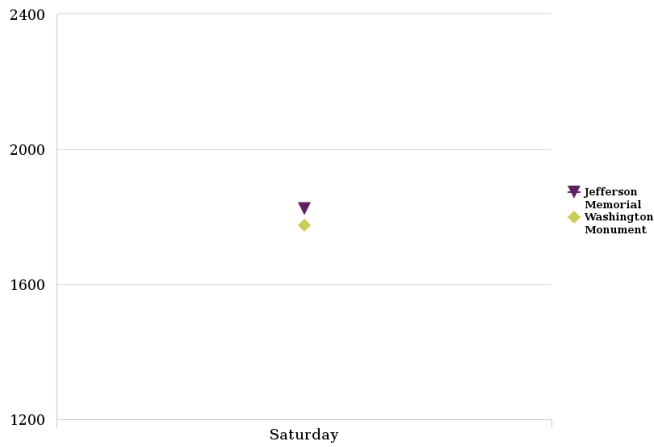 2400
2000
1600
1200
Saturday
Jefferson
Memorial
Washington
Monument